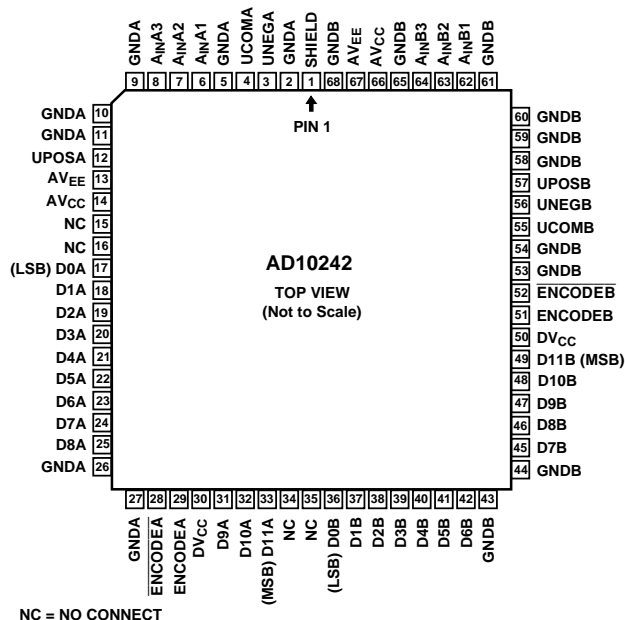 GNDA
AINA3
AINA2
AINA1
GNDA
UCOMA
UNEGA
GNDA
SHIELD
GNDB
AVEE
AVCC
GNDB
AINB3
AINB2
AINB1
GNDB
9 8 7 6 5 4 3 2 1 68 67 66 65 64 63 62 61
PIN 1
GNDA 10
GNDA 11
UPOSA 12
AVEE 13
AVCC 14
NC 15
NC 16
(LSB) D0A 17
D1A 18
D2A 19
D3A 20
D4A 21
D5A 22
D6A 23
D7A 24
D8A 25
GNDA 26
AD10242
TOP VIEW
(Not to Scale)
60 GNDB
59 GNDB
58 GNDB
57 UPOSB
56 UNEGB
55 UCOMB
54 GNDB
53 GNDB
52 ENCODEB
51 ENCODEB
50 DVCC
49 D11B (MSB)
48 D10B
47 D9B
46 D8B
45 D7B
44 GNDB
27 28 29 30 31 32 33 34 35 36 37 38 39 40 41 42 43
GNDA
ENCODEA
ENCODEA
DVCC
D9A
D10A
(MSB) D11A
NC
NC
(LSB) D0B
D1B
D2B
D3B
D4B
D5B
D6B
GNDB
NC = NO CONNECT